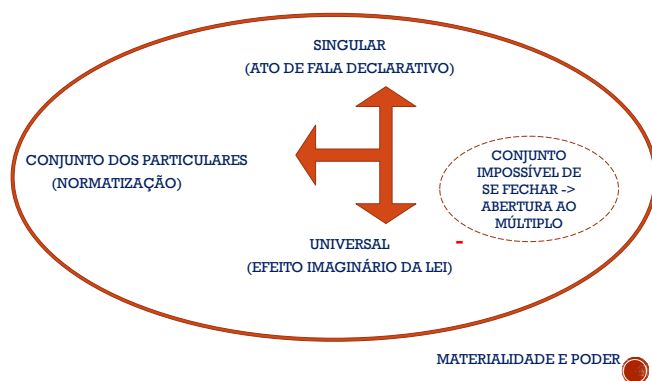 SINGULAR
(ATO DE FALA DECLARATIVO)
CONJUNTO DOS PARTICULARES
(NORMATIZAÇÃO)
CONJUNTO
IMPOSSÍVEL DE
SE FECHAR ->
ABERTURA AO
MÚLTIPLO
UNIVERSAL
(EFEITO IMAGINÁRIO DA LEI)
-
MATERIALIDADE E PODER